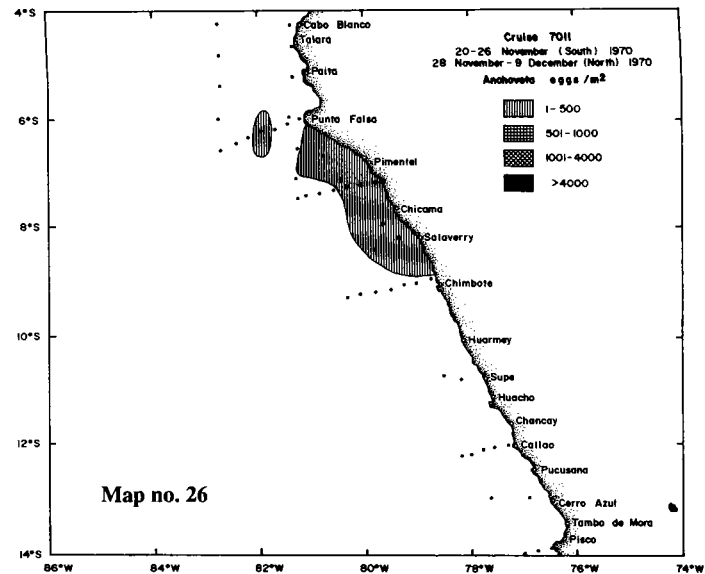 4°S
6°S
8°S
10°S
12°S
14°S
86°W
84°W
82°W
80°W
78°W
76°W
74°W
Cruise 7011
20-26 November (South) 1970
28 November - 9 December (North) 1970
Anchoveta eggs /m²
1 - 500
501 - 1000
1001 - 4000
>4000
Cabo Blanco
Talara
Paita
Punta Falsa
Pimentel
Chicama
Salaverry
Chimbote
Huarmey
Supe
Huacho
Chancay
Callao
Pucusana
Cerro Azul
Tambo de Mora
Pisco
Map no. 26